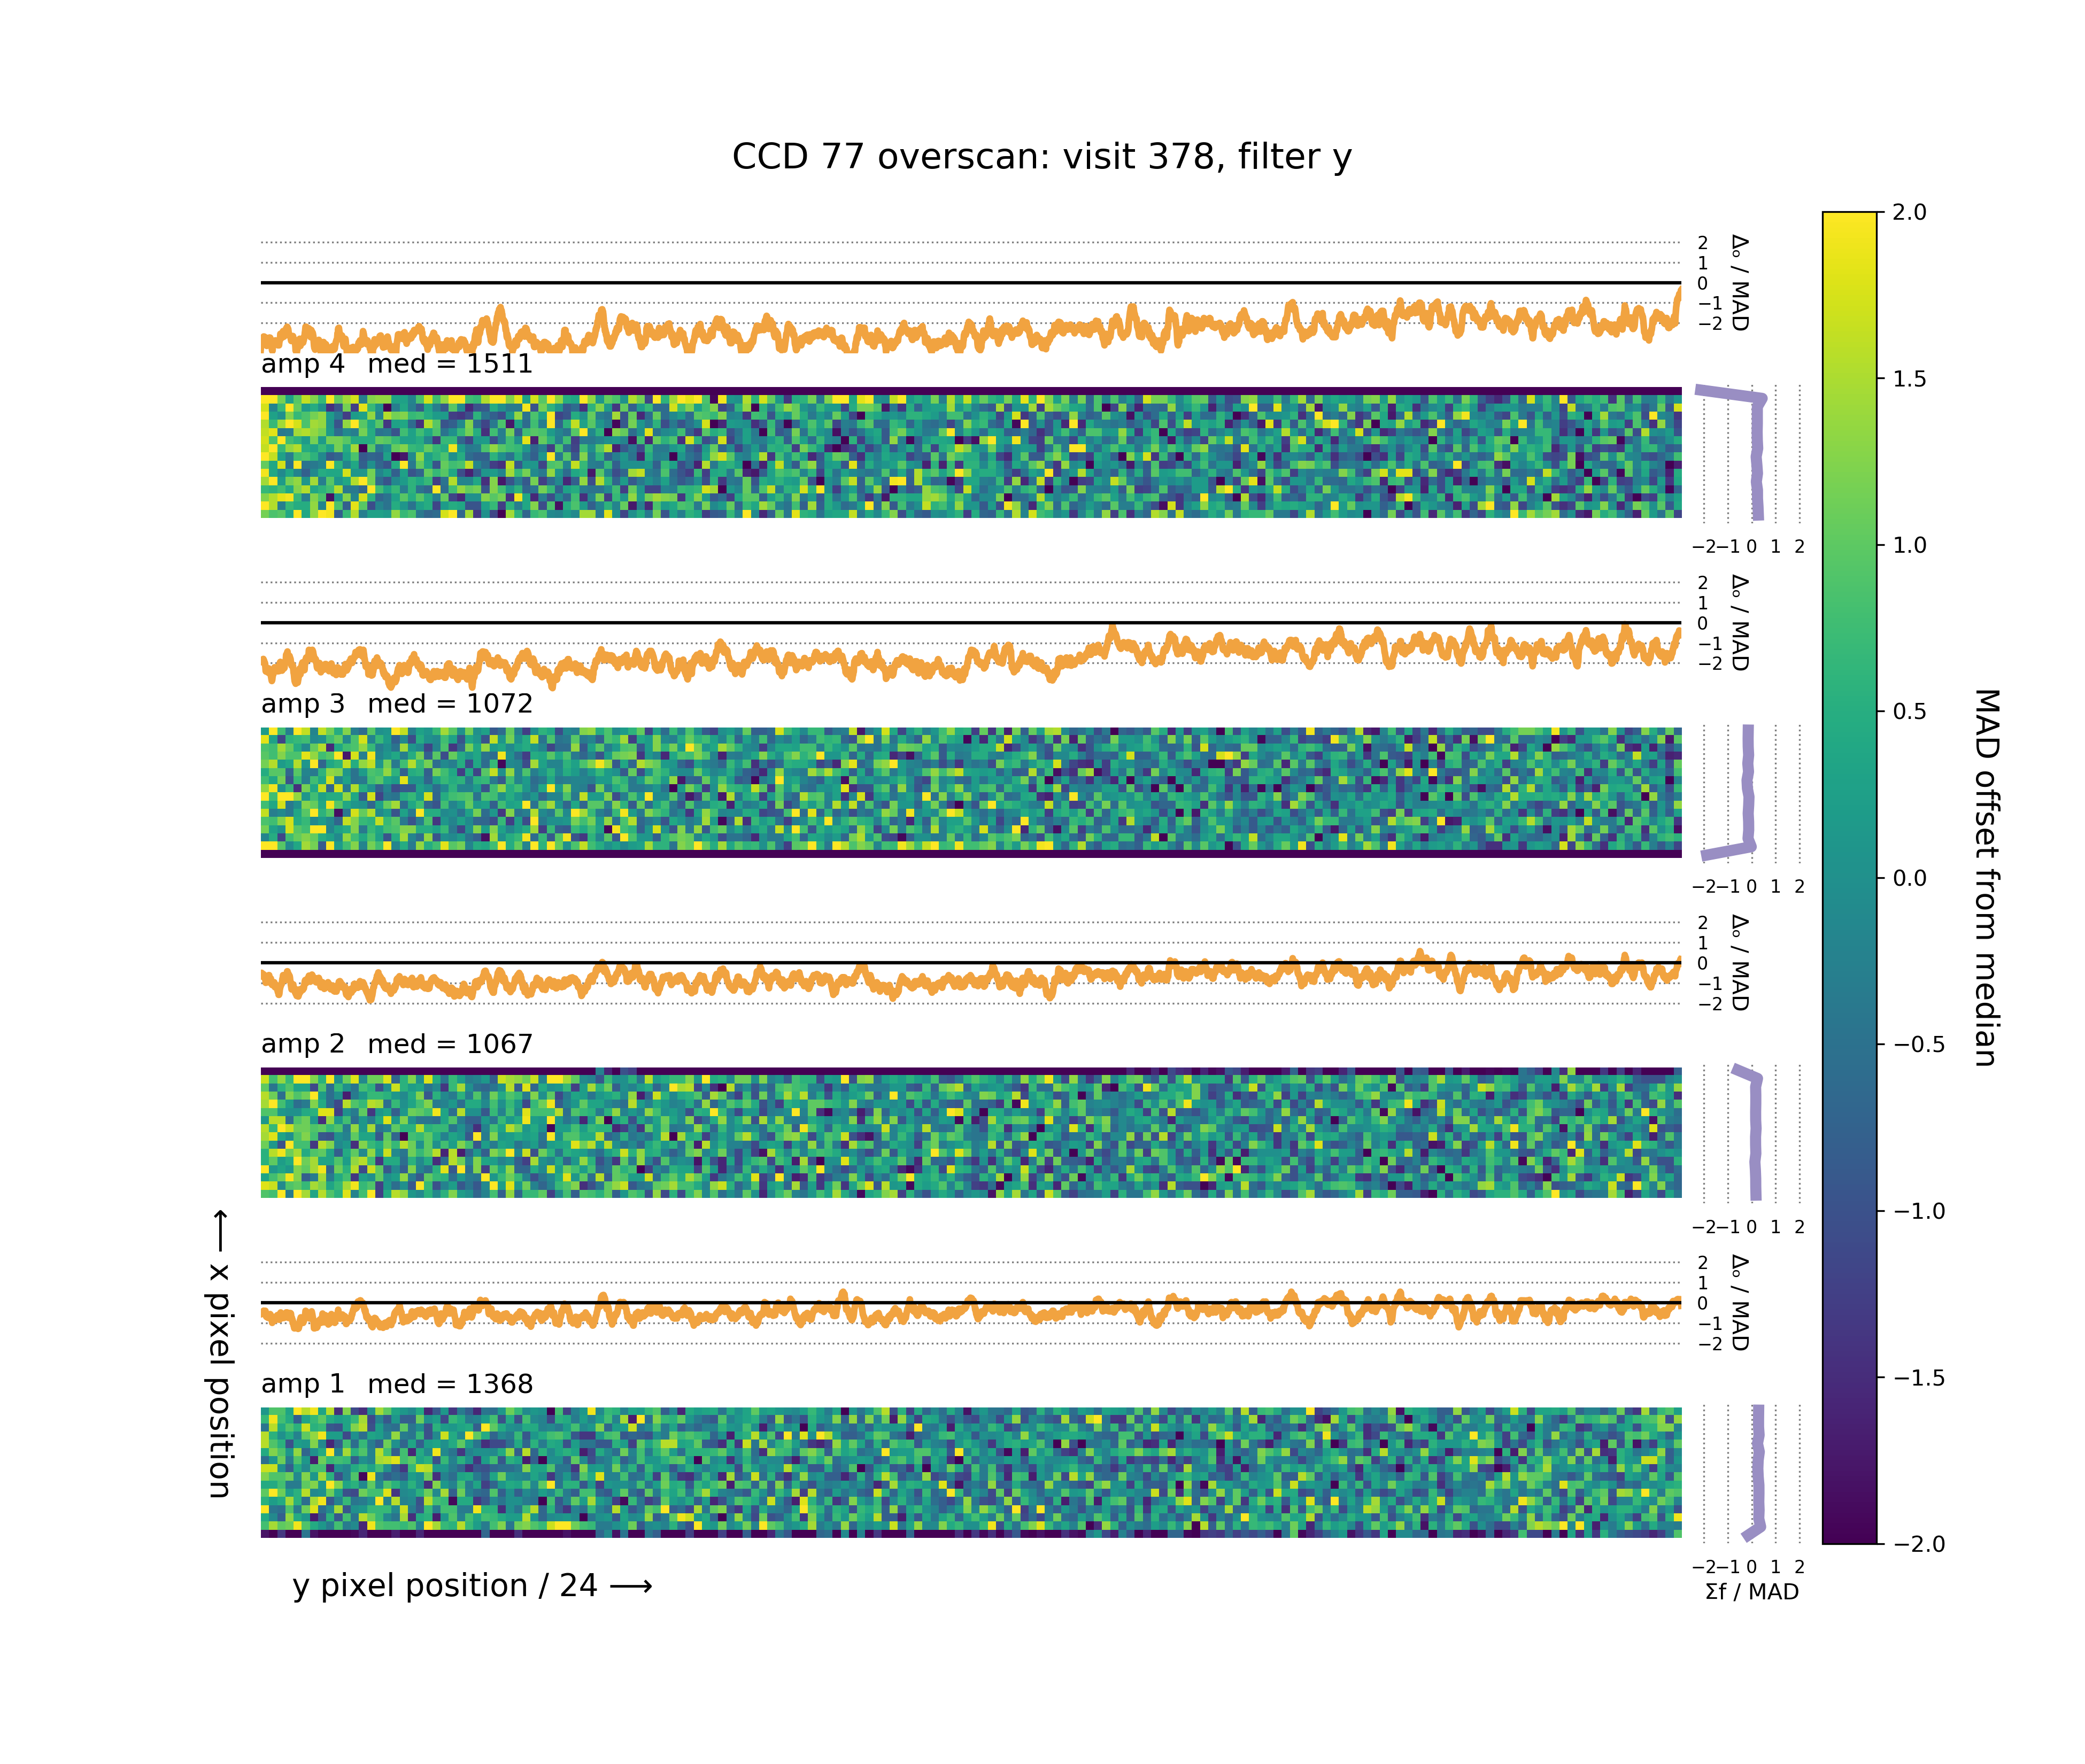 CCD 77 overscan: visit 378, filter y
2
1
0
−1
−2
Δₒ / MAD
amp 4 med = 1511
−2 −1 0 1 2
2
1
0
−1
−2
Δₒ / MAD
amp 3 med = 1072
−2 −1 0 1 2
2
1
0
−1
−2
Δₒ / MAD
amp 2 med = 1067
−2 −1 0 1 2
2
1
0
−1
−2
Δₒ / MAD
amp 1 med = 1368
−2 −1 0 1 2
Σf / MAD
x pixel position ⟶
y pixel position / 24 ⟶
2.0
1.5
1.0
0.5
0.0
−0.5
−1.0
−1.5
−2.0
MAD offset from median